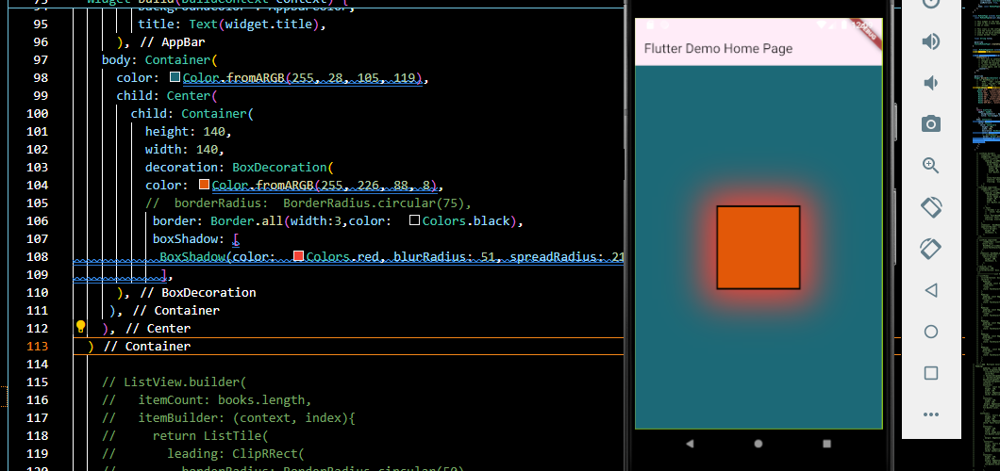 95 title: Text(widget.title),
96 ), // AppBar
97 body: Container(
98 color: Color.fromARGB(255, 28, 105, 119),
99 child: Center(
100 child: Container(
101 height: 140,
102 width: 140,
103 decoration: BoxDecoration(
104 color: Color.fromARGB(255, 226, 88, 8),
105 // borderRadius: BorderRadius.circular(75),
106 border: Border.all(width:3,color: Colors.black),
107 boxShadow: [
108 BoxShadow(color: Colors.red, blurRadius: 51, spreadRadius: 21
109 ],
110 ), // BoxDecoration
111 ), // Container
112 ), // Center
113 ) // Container
114
115 // ListView.builder(
116 // itemCount: books.length,
117 // itemBuilder: (context, index){
118 // return ListTile(
119 // leading: ClipRRect(
120 // borderRadius: BorderRadius.circular(50)
Flutter Demo Home Page